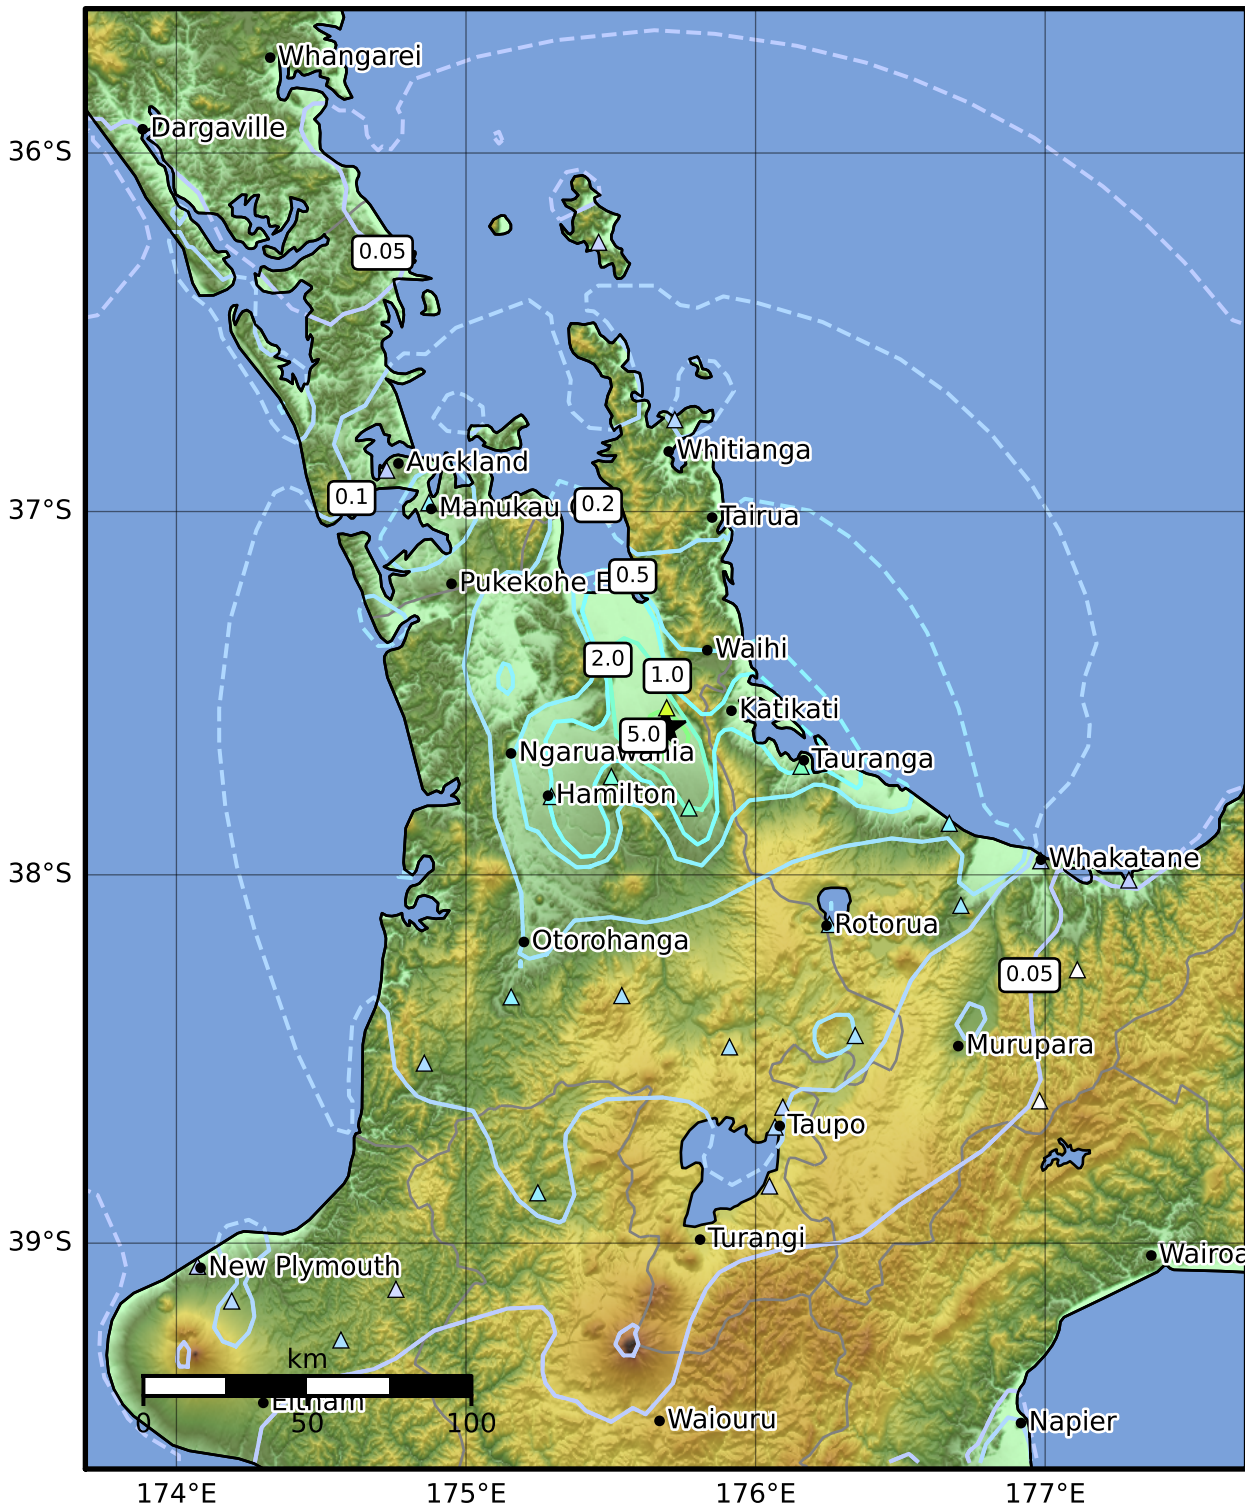 Whangarei
Dargaville
36°S
0.05
Whitianga
Auckland
0.1
0.2
Manukau
37°S
Tairua
0.5
Pukekohe E
Waihi
2.0
1.0
Katikati
5.0
Ngaruawahia
Tauranga
Hamilton
Whakatane
38°S
Rotorua
Otorohanga
0.05
Murupara
Taupo
39°S
Turangi
Wairoa
New Plymouth
km
Eltham
0 50 100
Waiouru
Napier
174°E 175°E 176°E 177°E